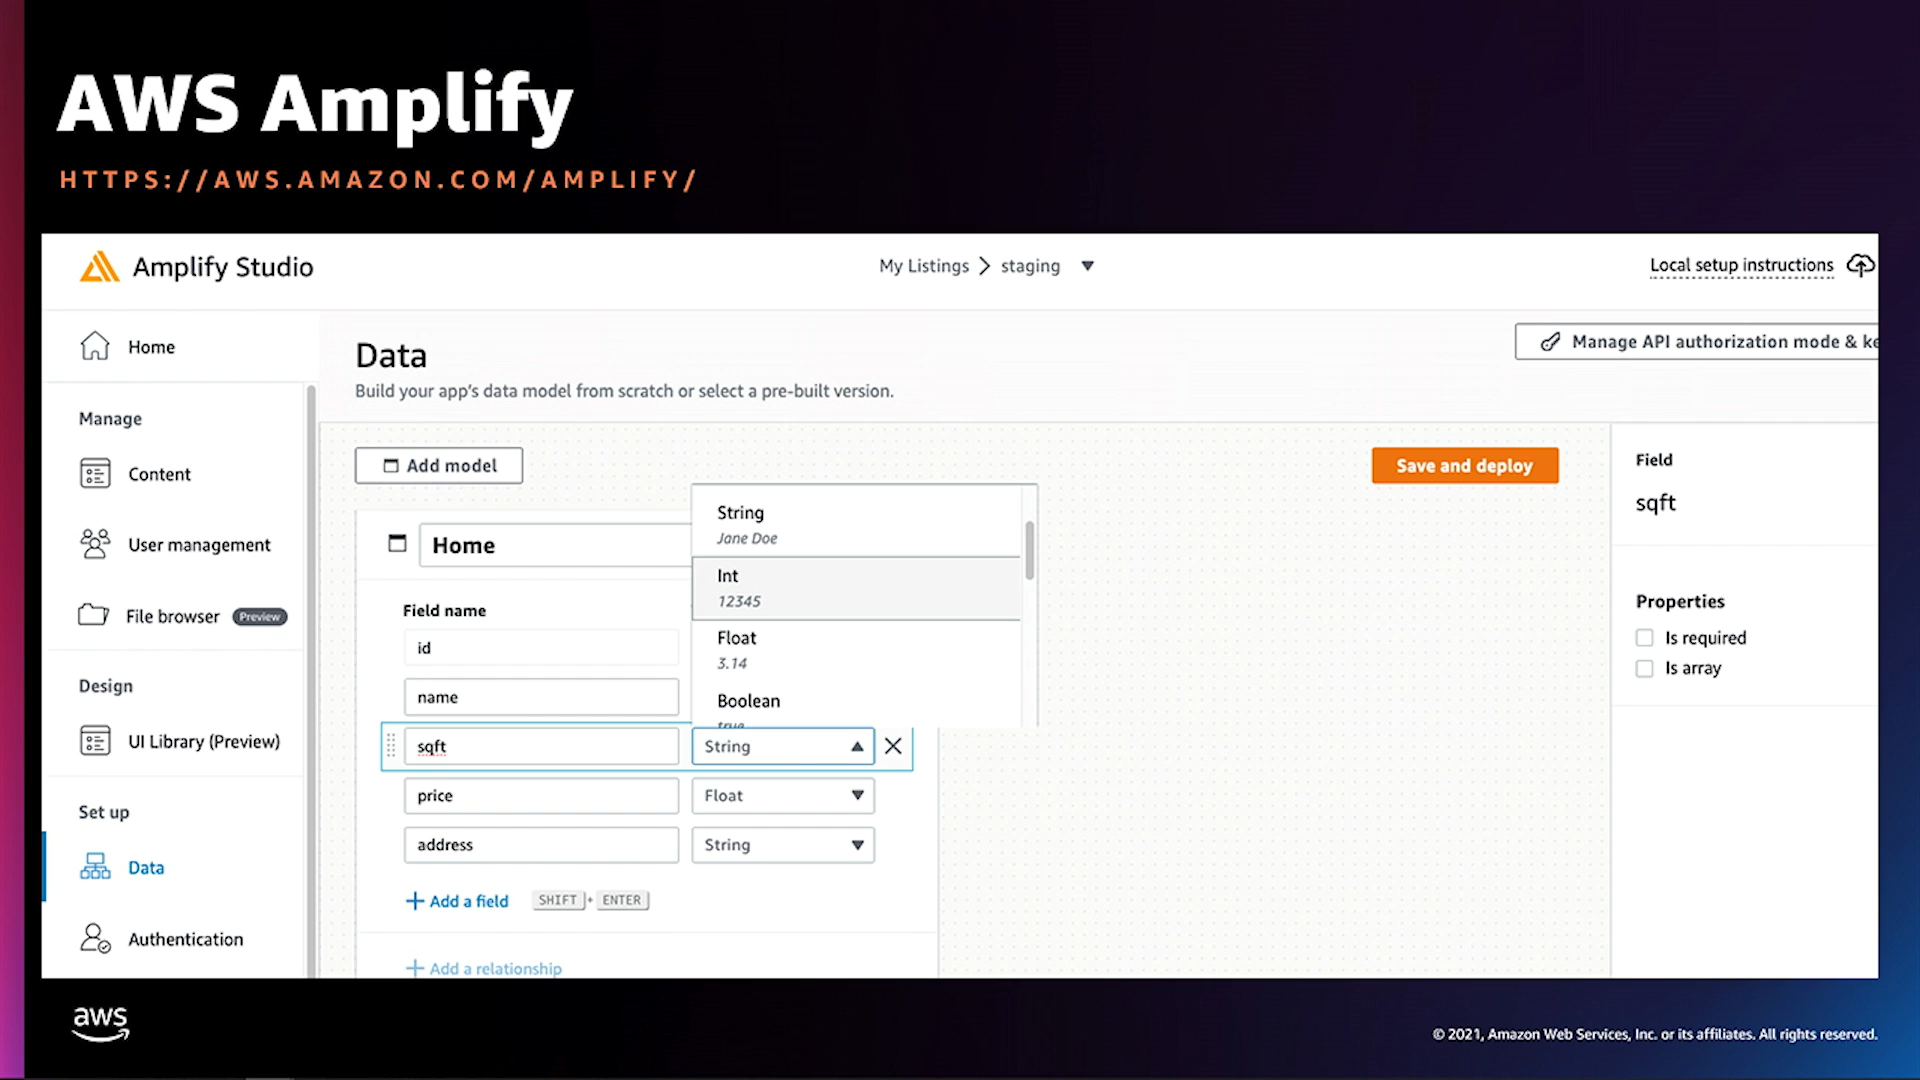 AWS Amplify
HTTPS://AWS.AMAZON.COM/AMPLIFY/
Amplify Studio
My Listings > staging
Local setup instructions
Home
Manage
Content
User management
File browser Preview
Design
UI Library (Preview)
Set up
Data
Authentication
Data
Manage API authorization mode & ke
Build your app's data model from scratch or select a pre-built version.
Add model
Save and deploy
Home
Field name
id
name
sqft
String
price
Float
address
String
+ Add a field SHIFT + ENTER
+ Add a relationship
String
Jane Doe
Int
12345
Float
3.14
Boolean
true
Field
sqft
Properties
Is required
Is array
aws
© 2021, Amazon Web Services, Inc. or its affiliates. All rights reserved.